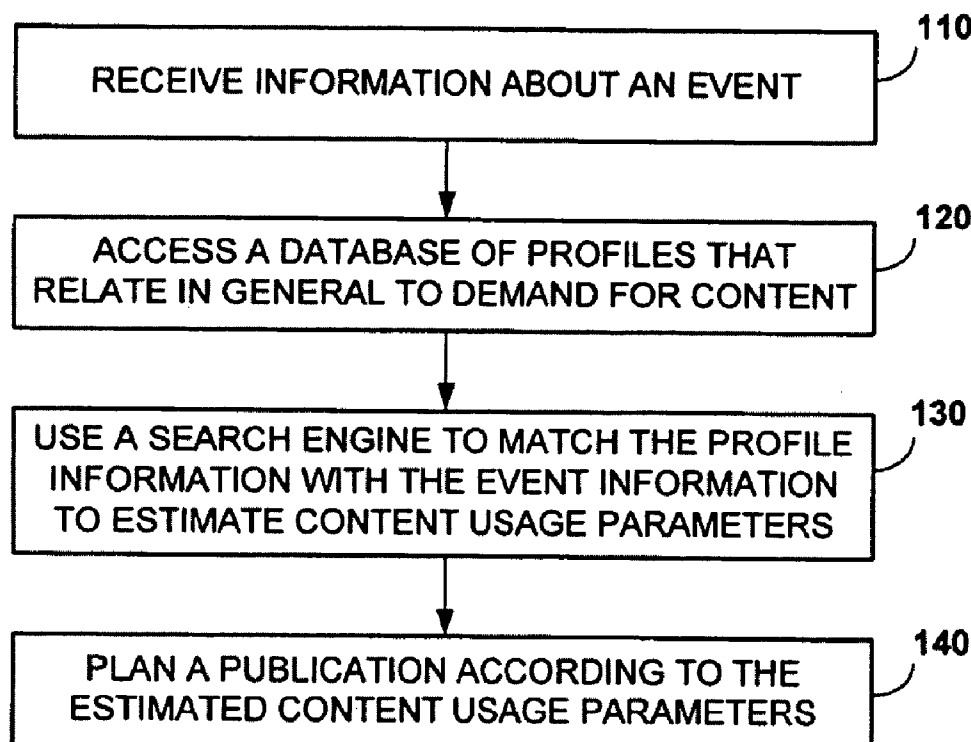 110
RECEIVE INFORMATION ABOUT AN EVENT
120
ACCESS A DATABASE OF PROFILES THAT
RELATE IN GENERAL TO DEMAND FOR CONTENT
130
USE A SEARCH ENGINE TO MATCH THE PROFILE
INFORMATION WITH THE EVENT INFORMATION
TO ESTIMATE CONTENT USAGE PARAMETERS
140
PLAN A PUBLICATION ACCORDING TO THE
ESTIMATED CONTENT USAGE PARAMETERS